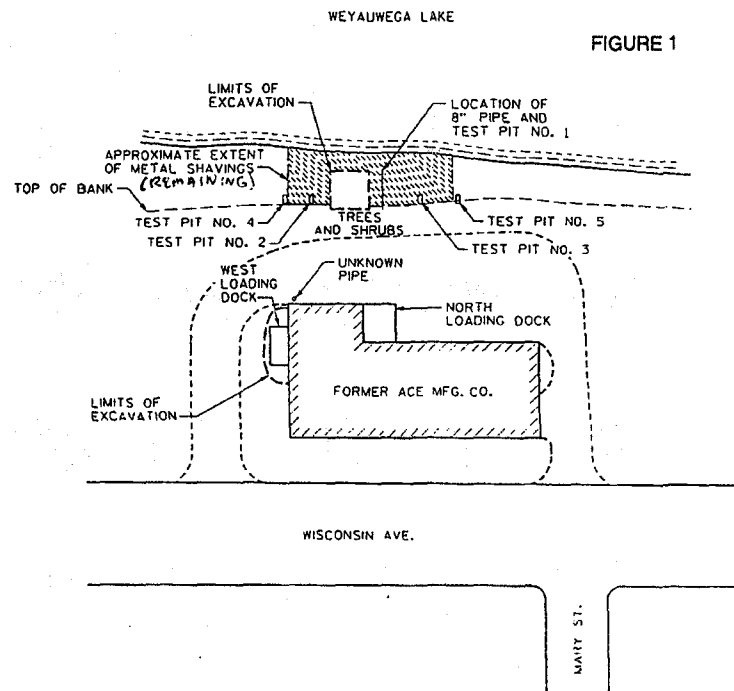 WEYAUWEGA LAKE
FIGURE 1
LIMITS OF
EXCAVATION
LOCATION OF
8" PIPE AND
TEST PIT NO. 1
APPROXIMATE EXTENT
OF METAL SHAVINGS
(REMAINING)
TOP OF BANK
TEST PIT NO. 4
TEST PIT NO. 2
TREES
AND SHRUBS
TEST PIT NO. 5
TEST PIT NO. 3
WEST
LOADING
DOCK
UNKNOWN
PIPE
NORTH
LOADING DOCK
LIMITS OF
EXCAVATION
FORMER ACE MFG. CO.
WISCONSIN AVE.
MARY ST.